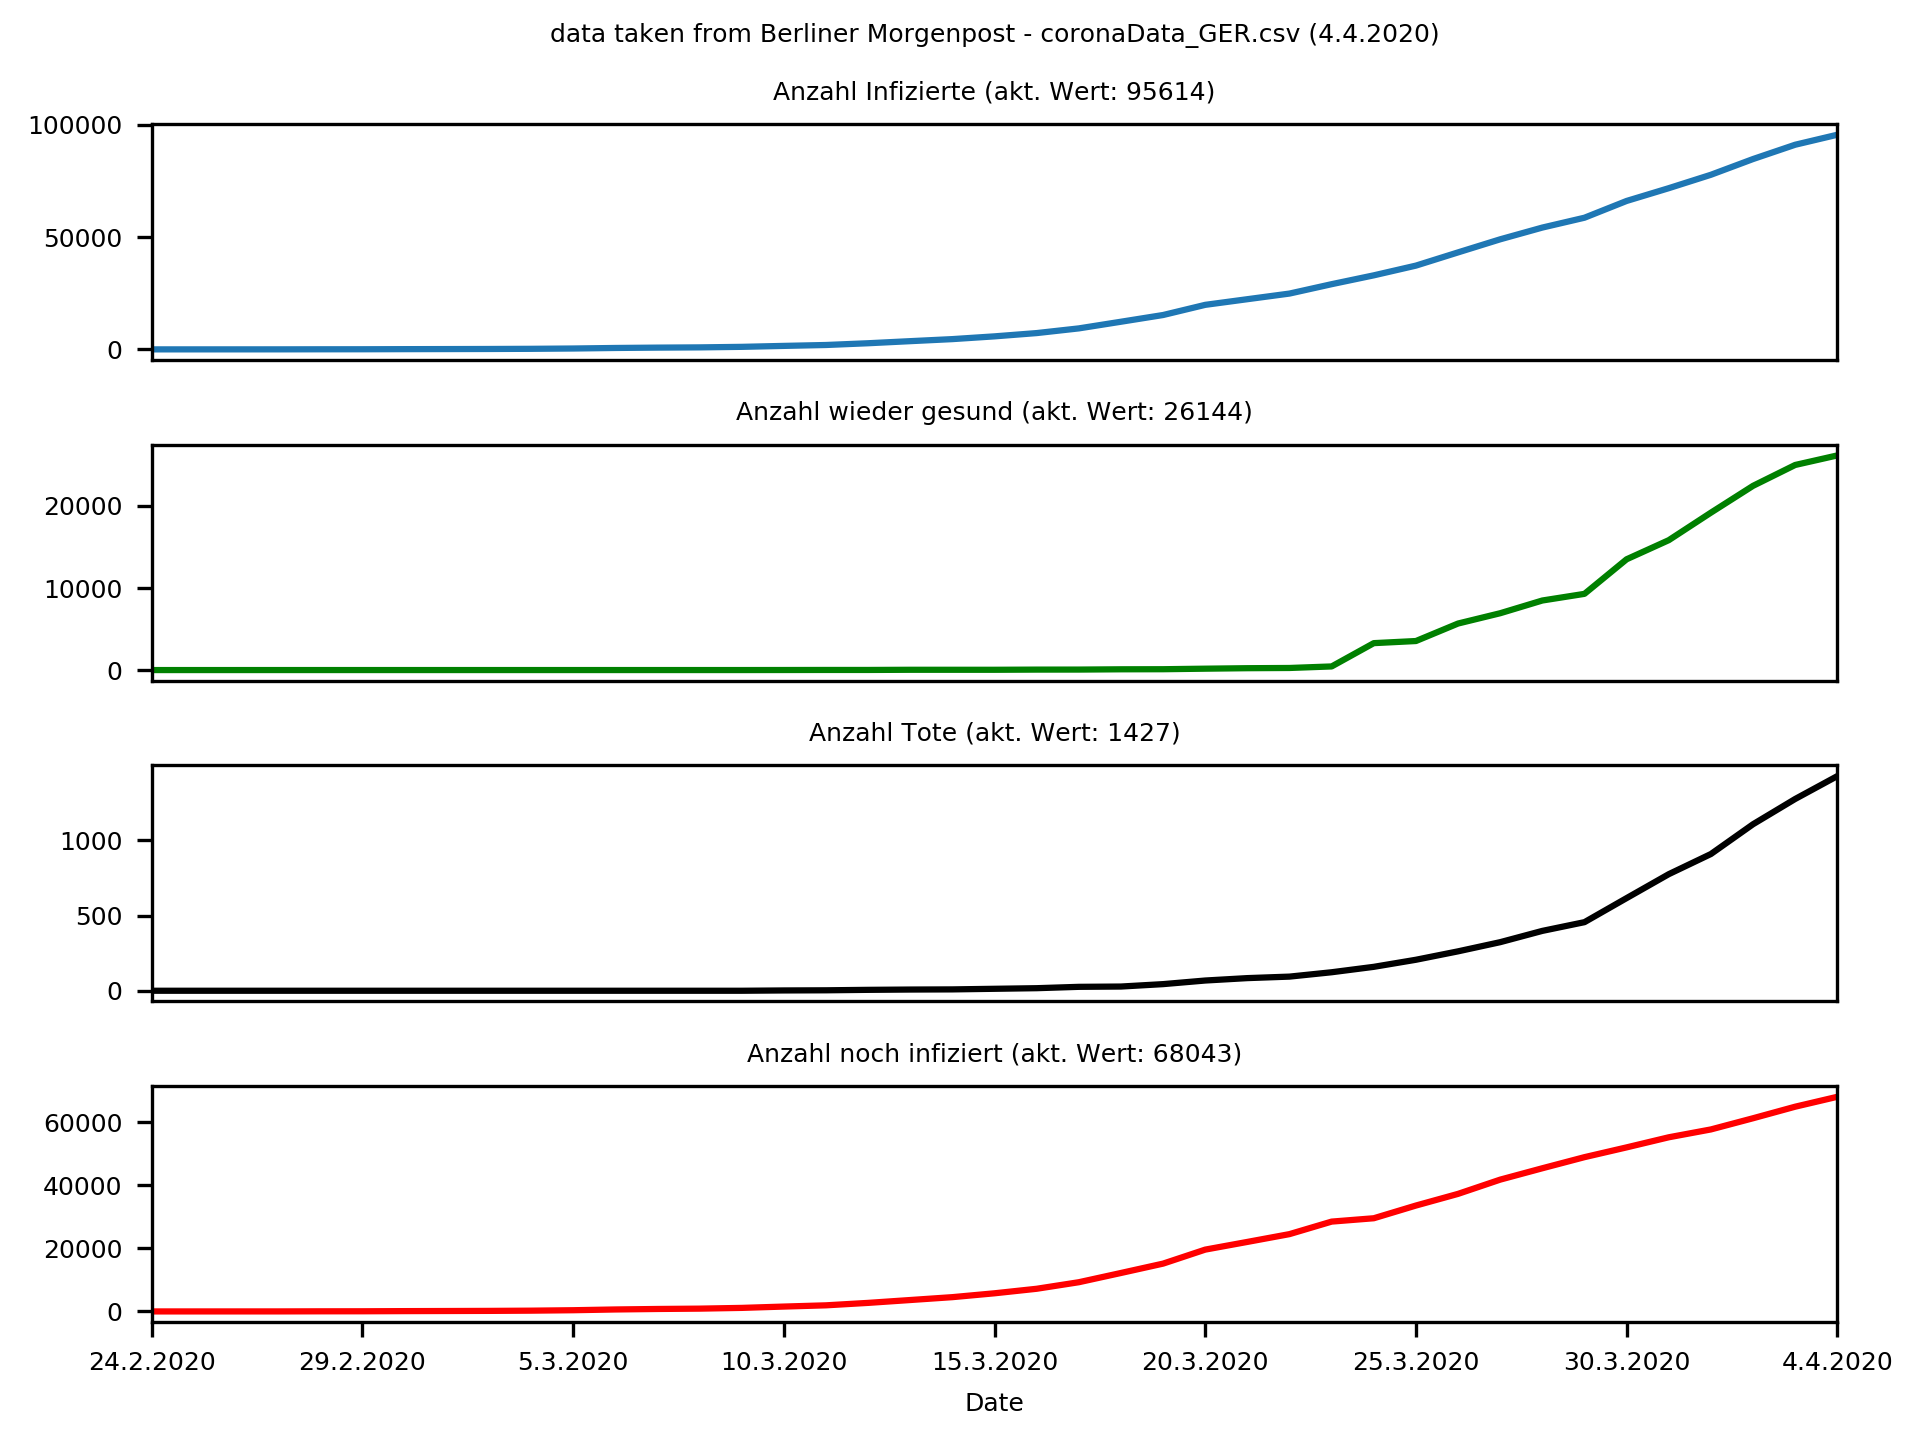 data taken from Berliner Morgenpost - coronaData_GER.csv (4.4.2020)
Anzahl Infizierte (akt. Wert: 95614)
100000
50000
0
Anzahl wieder gesund (akt. Wert: 26144)
20000
10000
0
Anzahl Tote (akt. Wert: 1427)
1000
500
0
Anzahl noch infiziert (akt. Wert: 68043)
60000
40000
20000
0
24.2.2020 29.2.2020 5.3.2020 10.3.2020 15.3.2020 20.3.2020 25.3.2020 30.3.2020 4.4.2020
Date